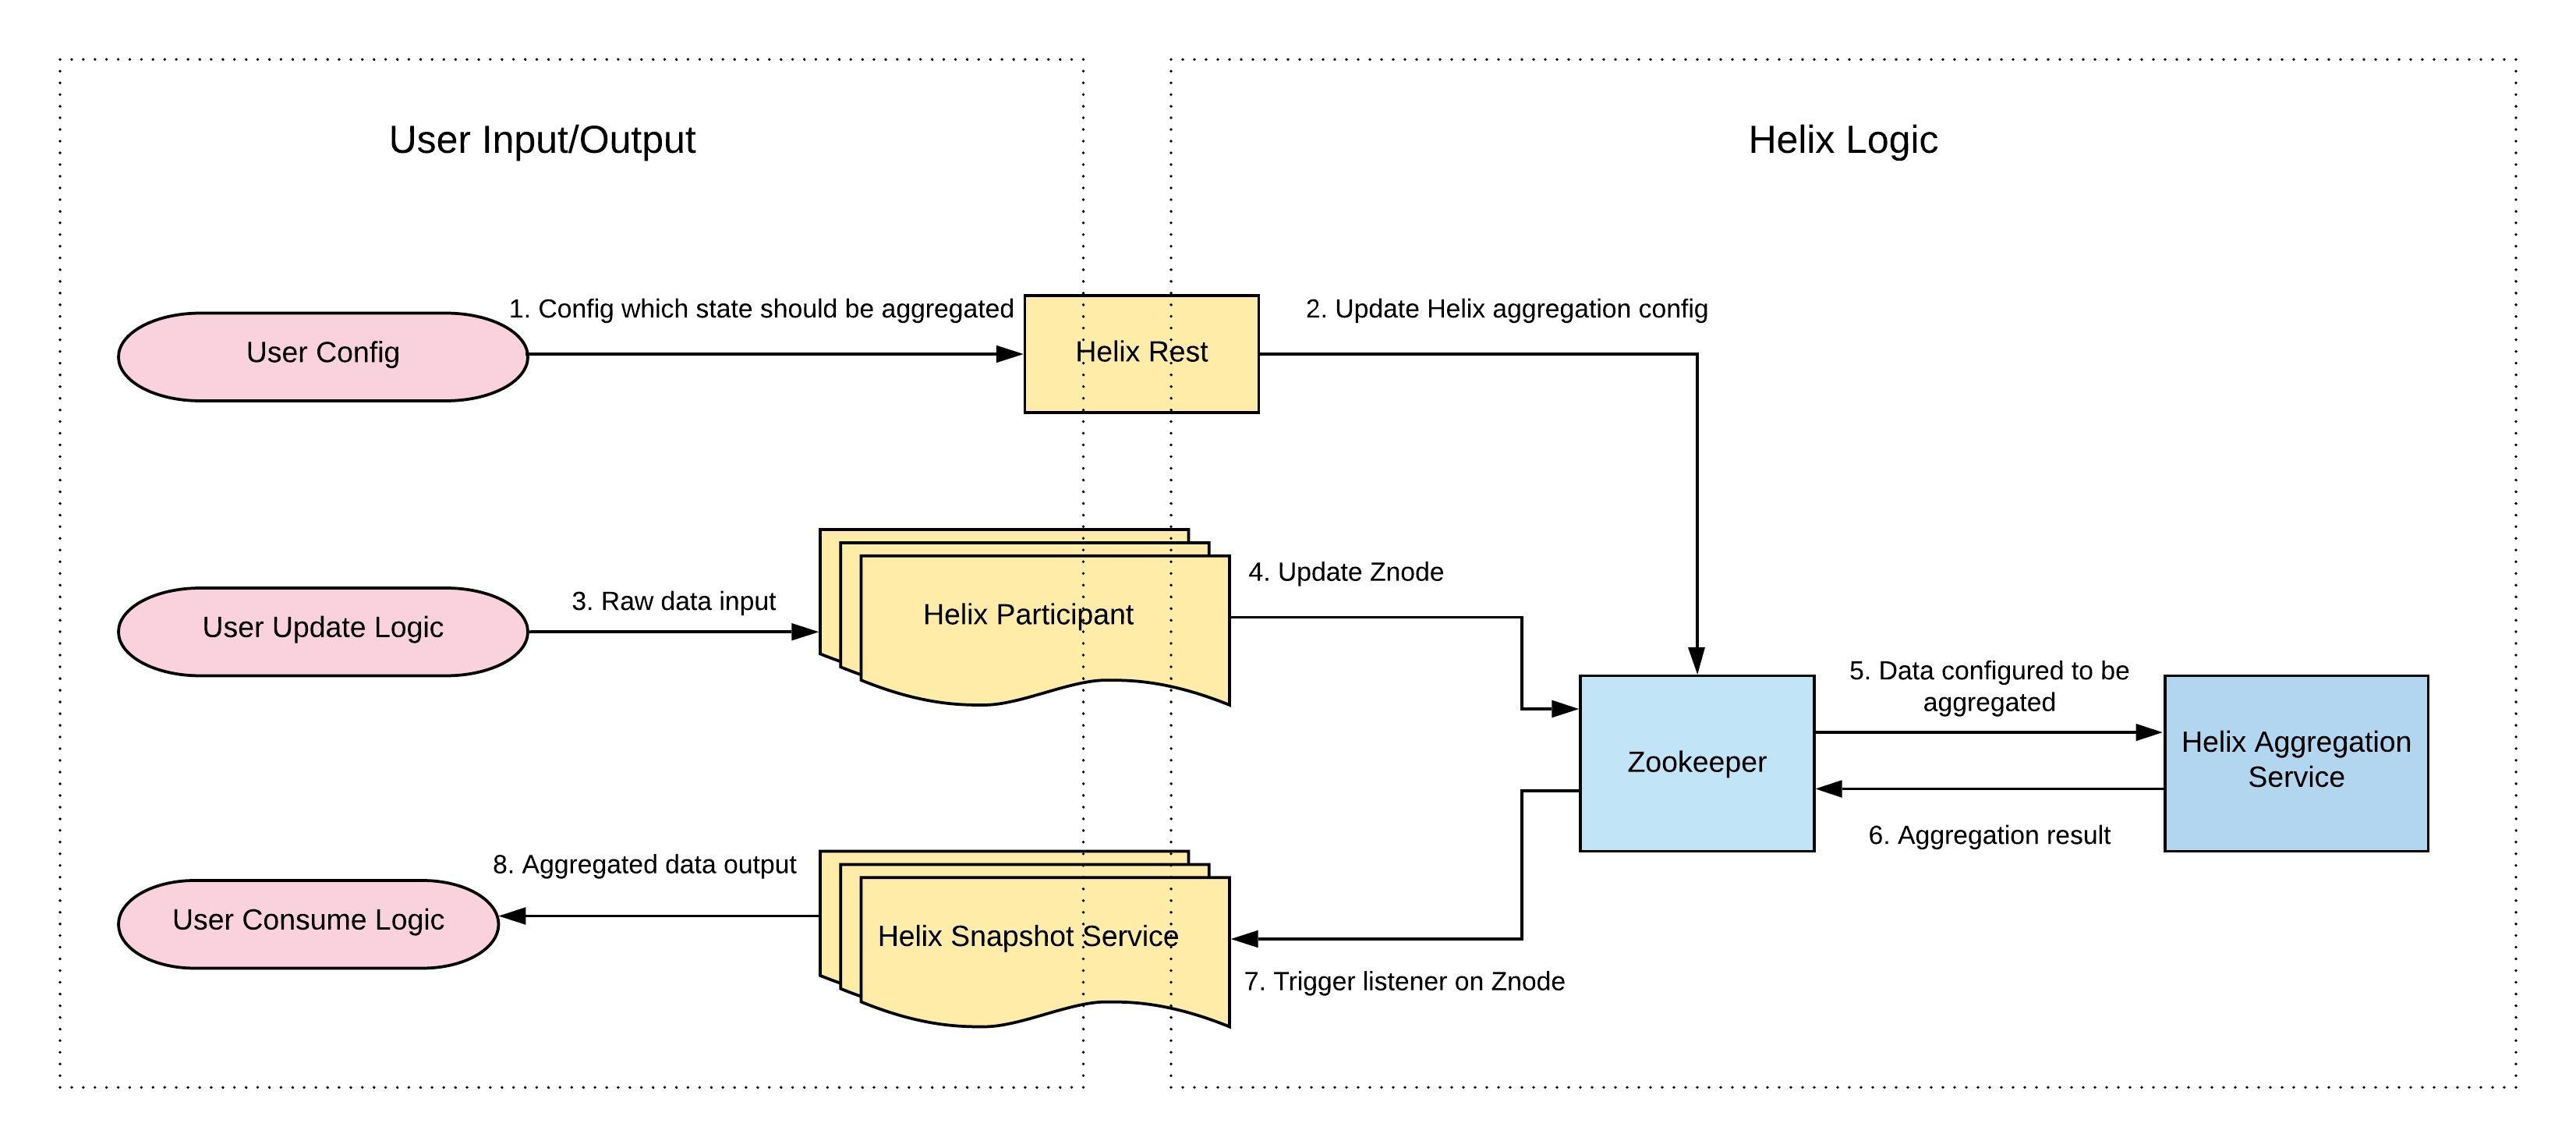 User Input/Output
Helix Logic
1. Config which state should be aggregated
2. Update Helix aggregation config
User Config
Helix Rest
4. Update Znode
3. Raw data input
Helix Participant
User Update Logic
5. Data configured to be
aggregated
Zookeeper
Helix Aggregation
Service
6. Aggregation result
8. Aggregated data output
User Consume Logic
Helix Snapshot Service
7. Trigger listener on Znode